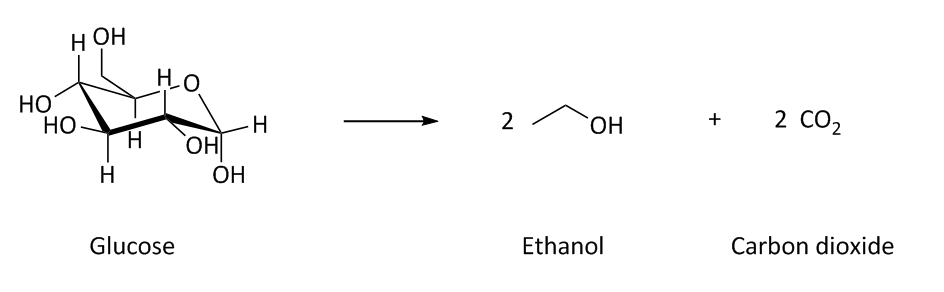 H OH
H O
HO
HO H OH H
H OH
2 OH + 2 CO2
Glucose Ethanol Carbon dioxide